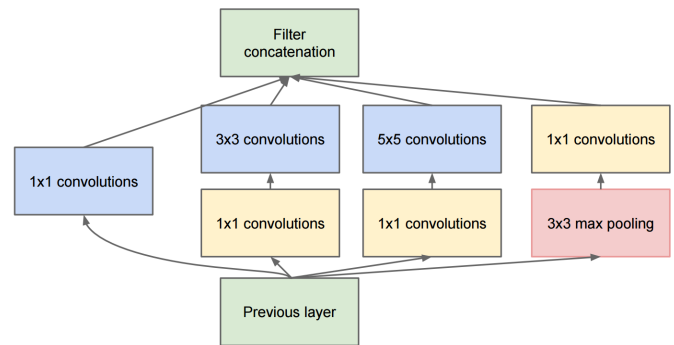 Filter
concatenation
3x3 convolutions
5x5 convolutions
1x1 convolutions
1x1 convolutions
1x1 convolutions
1x1 convolutions
3x3 max pooling
Previous layer